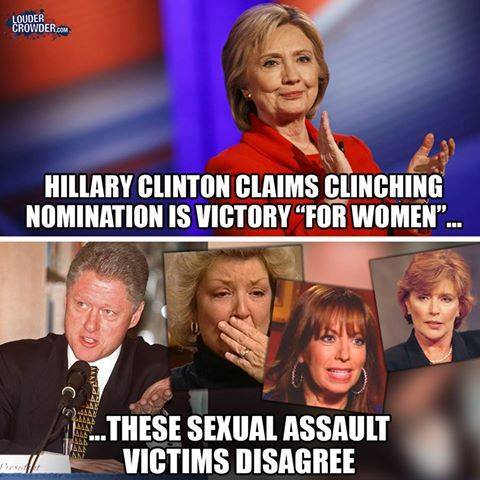 LOUDER
CROWDER.COM
HILLARY CLINTON CLAIMS CLINCHING
NOMINATION IS VICTORY “FOR WOMEN”...
...THESE SEXUAL ASSAULT
VICTIMS DISAGREE